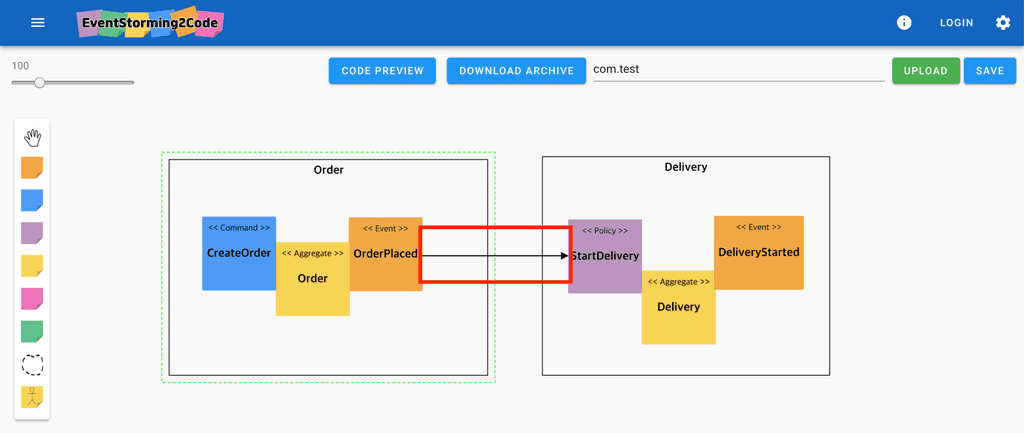 EventStorming2Code
LOGIN
100
CODE PREVIEW
DOWNLOAD ARCHIVE
com.test
UPLOAD
SAVE
Order
<< Command >>
CreateOrder
<< Aggregate >>
Order
<< Event >>
OrderPlaced
Delivery
<< Policy >>
StartDelivery
<< Aggregate >>
Delivery
<< Event >>
DeliveryStarted